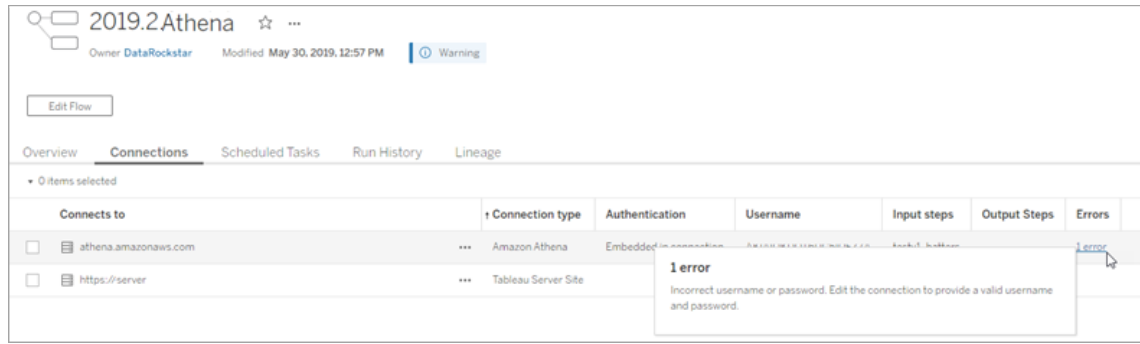 2019.2 Athena ...
Owner DataRockstar Modified May 30, 2019, 12:57 PM Warning
Edit Flow
Overview Connections Scheduled Tasks Run History Lineage
0 items selected
Connects to ↑ Connection type Authentication Username Input steps Output Steps Errors
athena.amazonaws.com ... Amazon Athena Embedded in connection 1 error
https://server ... Tableau Server Site
1 error
Incorrect username or password. Edit the connection to provide a valid username
and password.